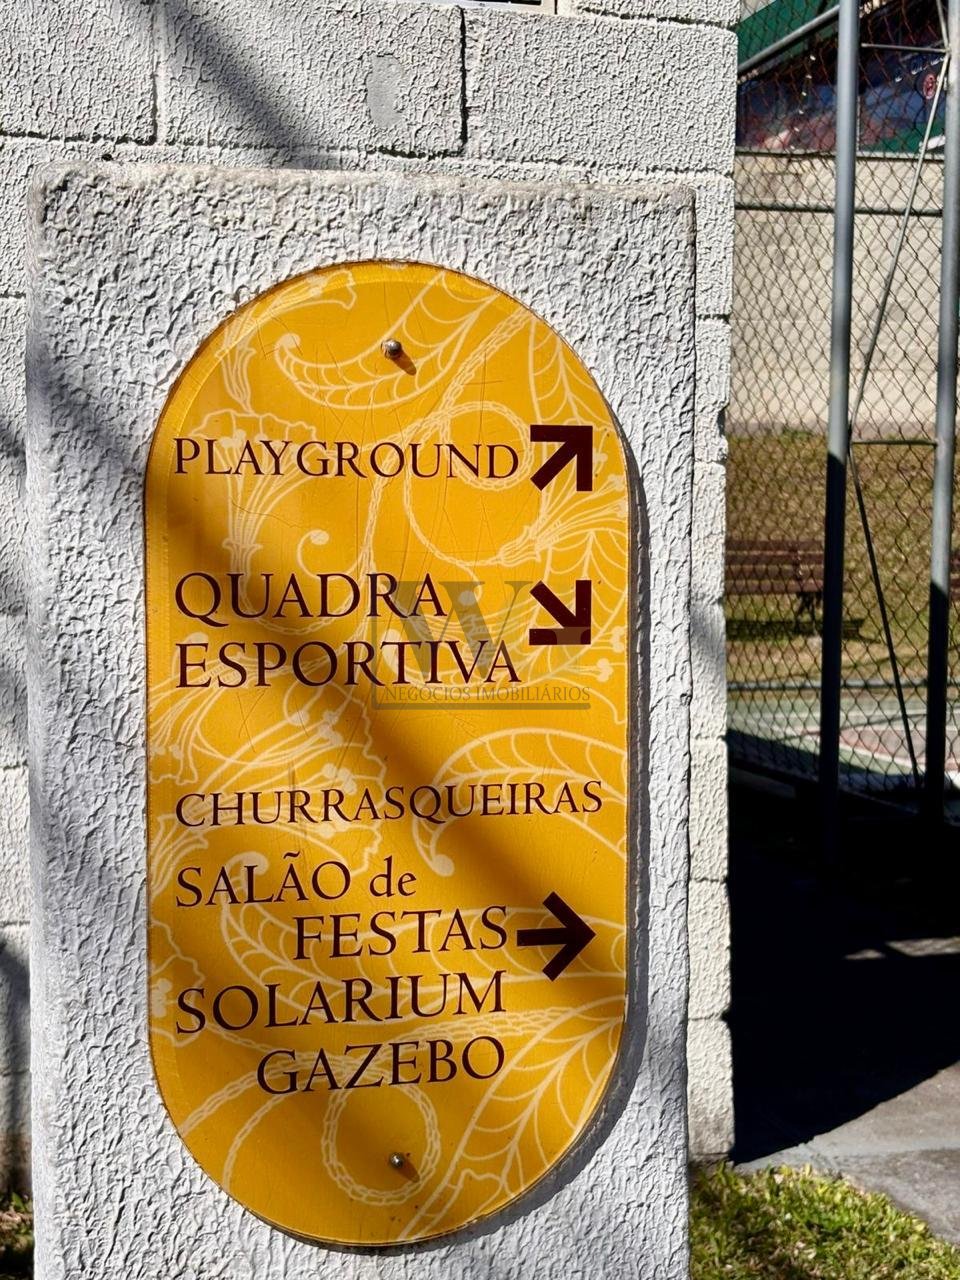 PLAYGROUND
QUADRA
ESPORTIVA
NEGÓCIOS IMOBILIÁRIOS
CHURRASQUEIRAS
SALÃO de
FESTAS
SOLARIUM
GAZEBO